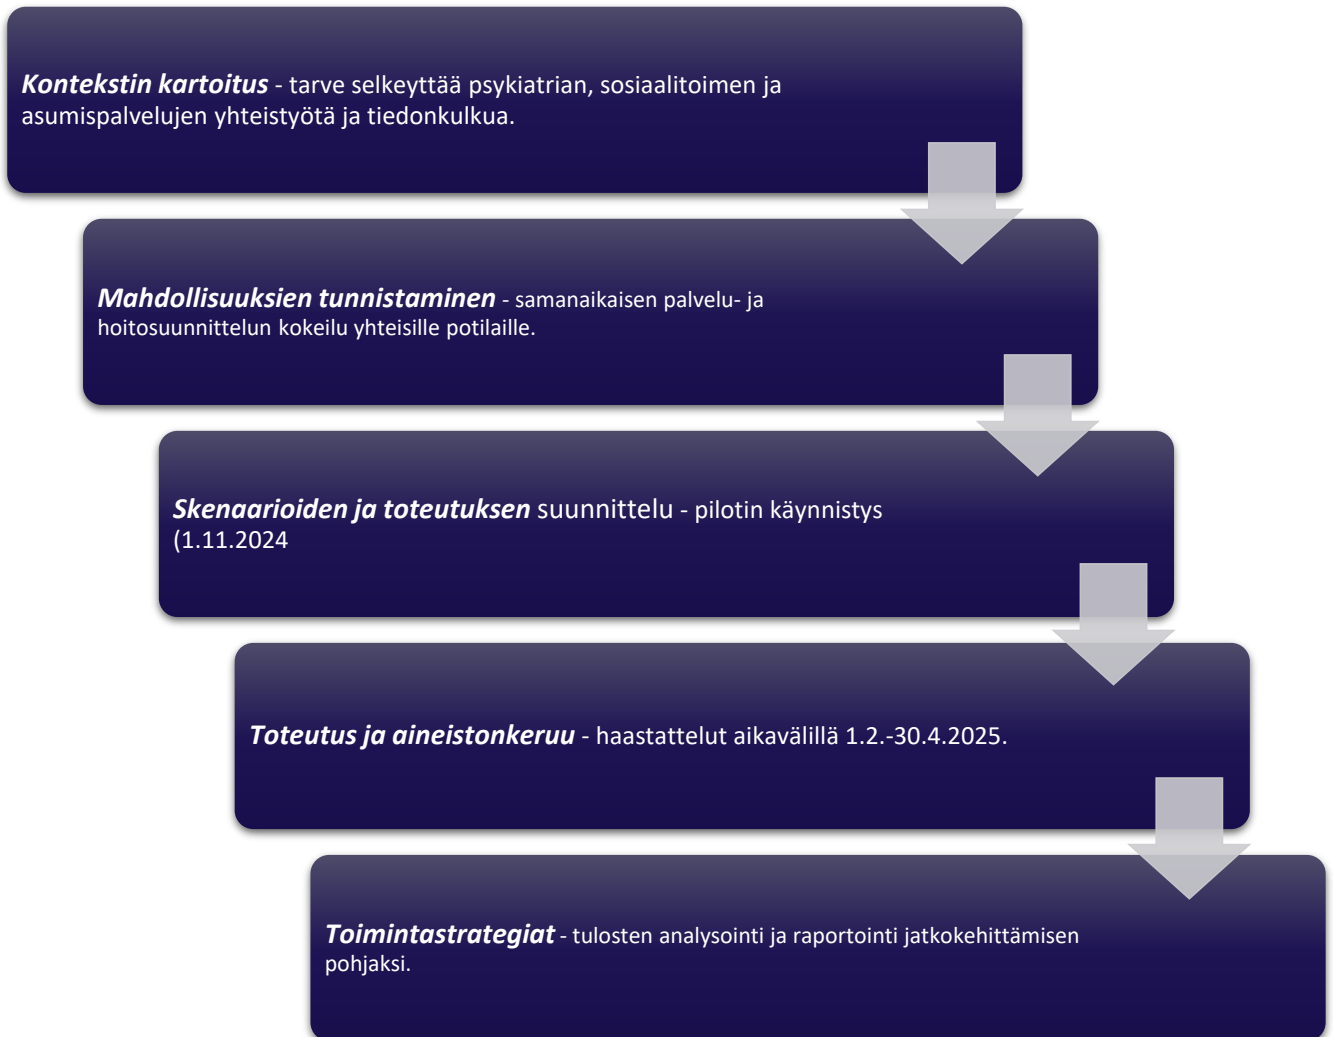 Kontekstin kartoitus - tarve selkeyttää psykiatrian, sosiaalitoimen ja
asumispalvelujen yhteistyötä ja tiedonkulkua.
Mahdollisuuksien tunnistaminen - samanaikaisen palvelu- ja
hoitosuunnittelun kokeilu yhteisille potilaille.
Skenaarioiden ja toteutuksen suunnittelu - pilotin käynnistys
(1.11.2024
Toteutus ja aineistonkeruu - haastattelut aikavälillä 1.2.-30.4.2025.
Toimintastrategiat - tulosten analysointi ja raportointi jatkokehittämisen
pohjaksi.